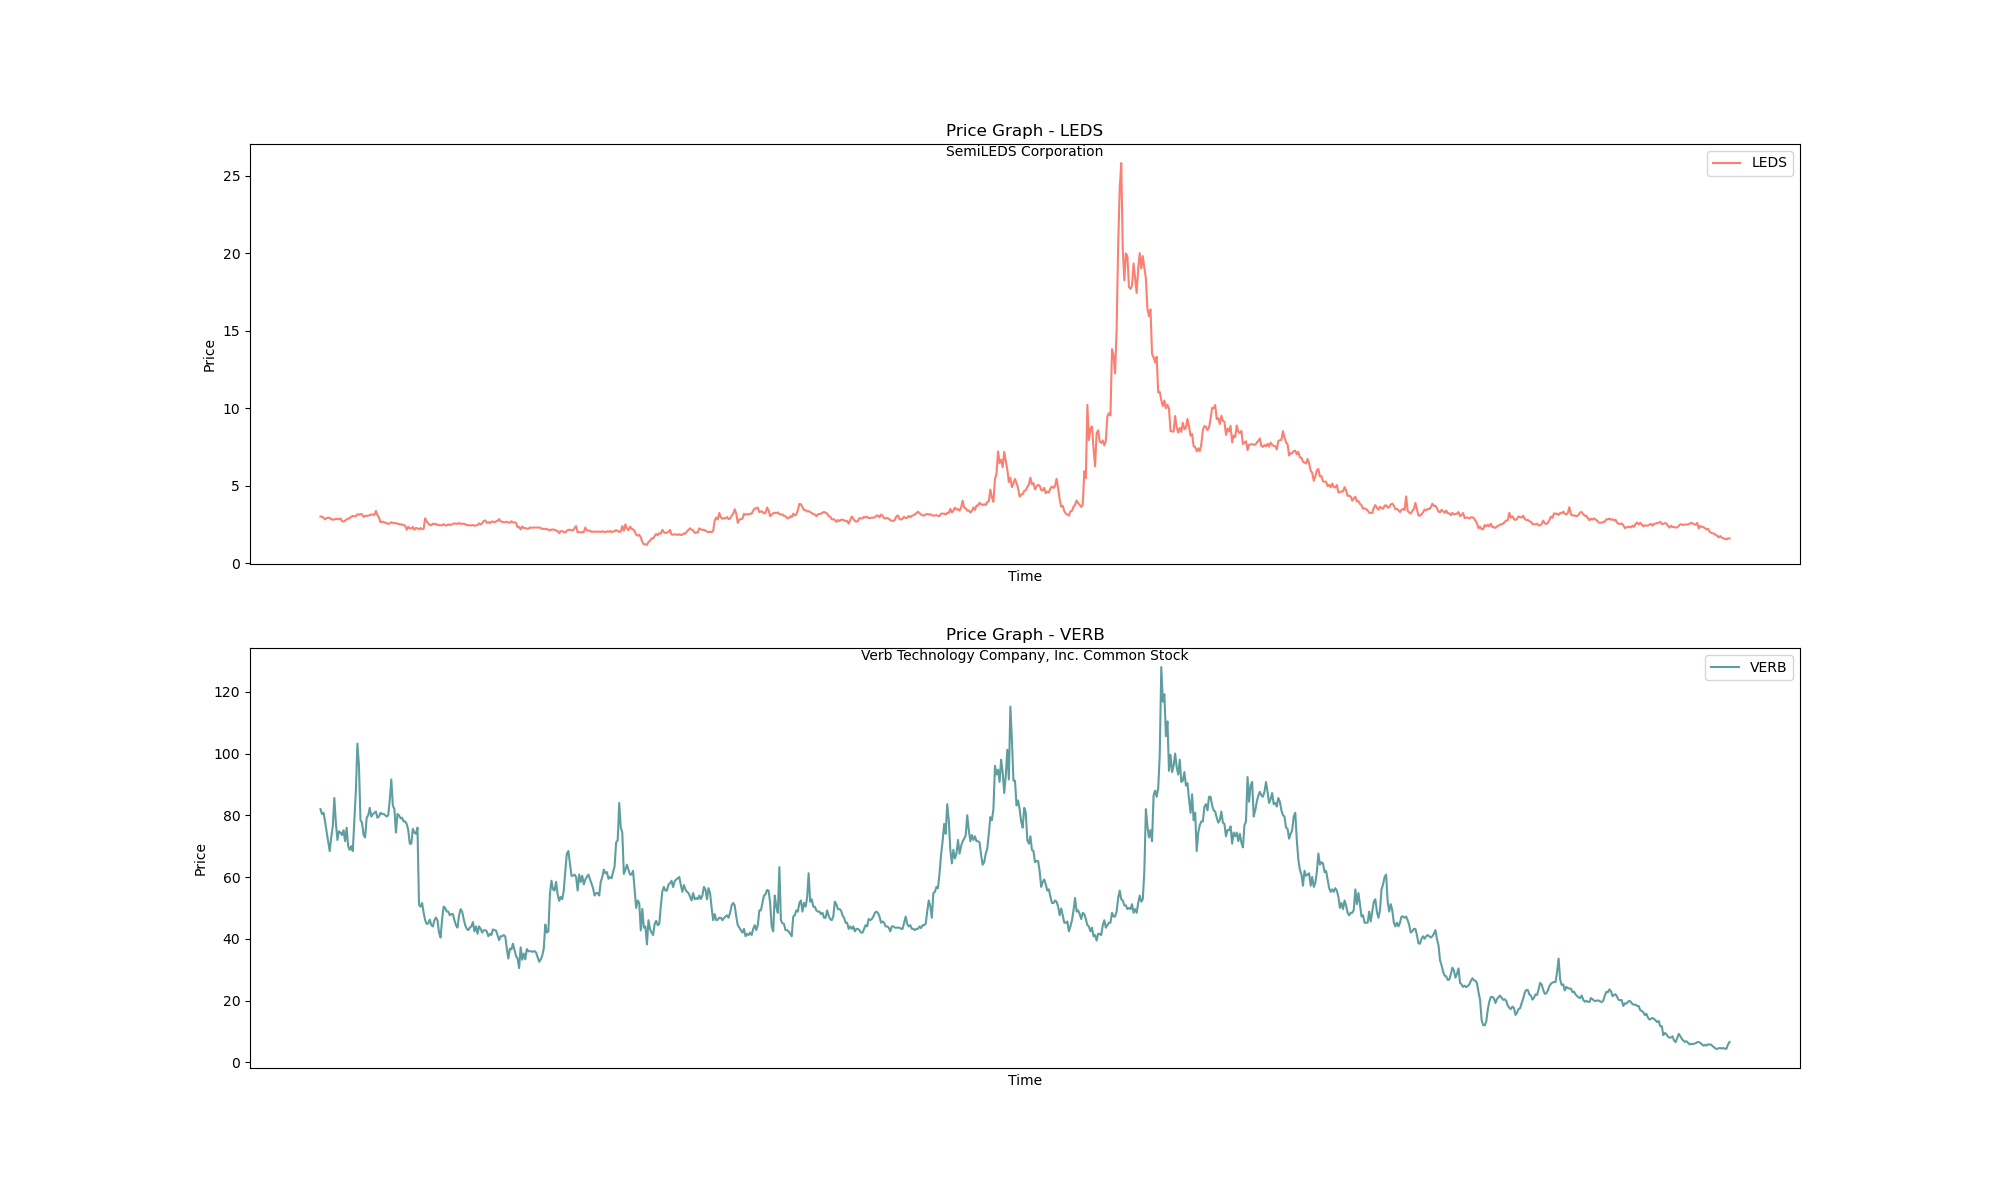 Price Graph - LEDS
SemiLEDS Corporation
LEDS
25
20
15
10
5
0
Price
Time
Price Graph - VERB
Verb Technology Company, Inc. Common Stock
VERB
120
100
80
60
40
20
0
Price
Time